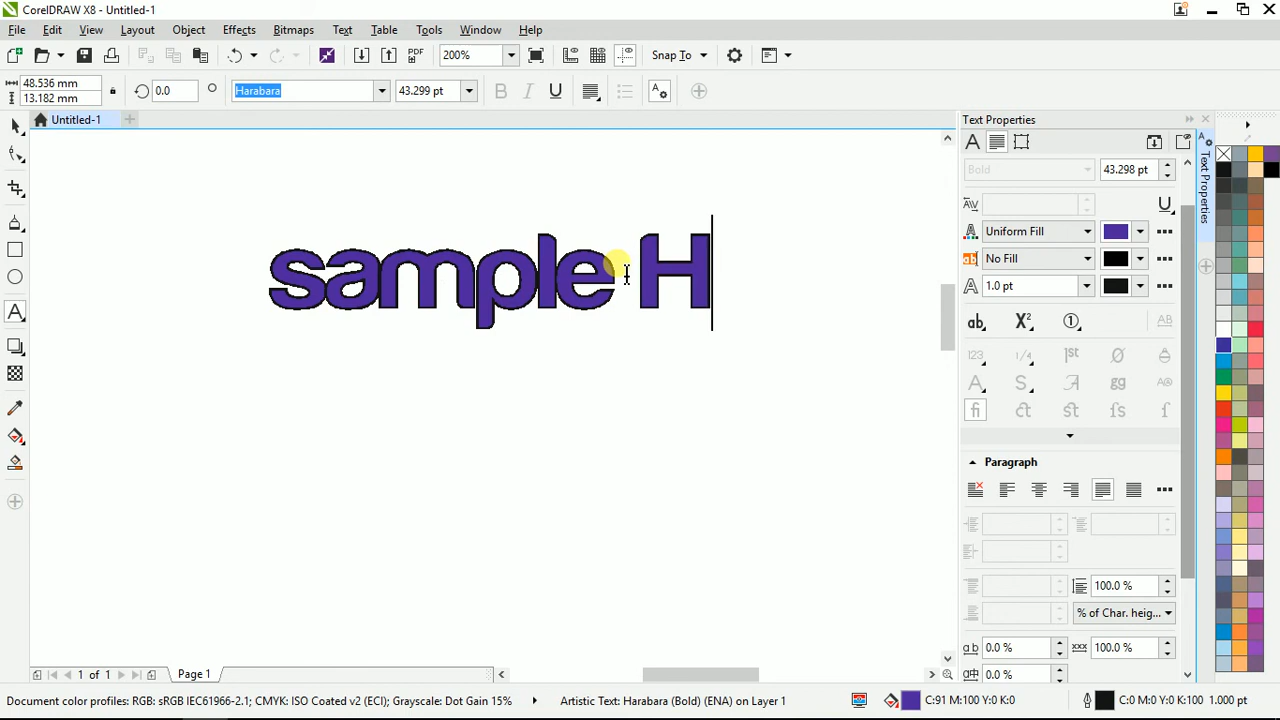 CorelDRAW X8 - Untitled-1
File Edit View Layout Object Effects Bitmaps Text Table Tools Window Help
PDF 200% Snap To
48.536 mm
13.182 mm
0.0 Harabara 43.299 pt B I U
Untitled-1
Text Properties
Bold 43.298 pt
Uniform Fill
No Fill
1.0 pt
sample H
Text Properties
Paragraph
100.0 %
% of Char. heig...
0.0 % 100.0 %
0.0 %
1 of 1 Page 1
Document color profiles: RGB: sRGB IEC61966-2.1; CMYK: ISO Coated v2 (ECI); Grayscale: Dot Gain 15% Artistic Text: Harabara (Bold) (ENA) on Layer 1 C:91 M:100 Y:0 K:0 C:0 M:0 Y:0 K:100 1.000 pt